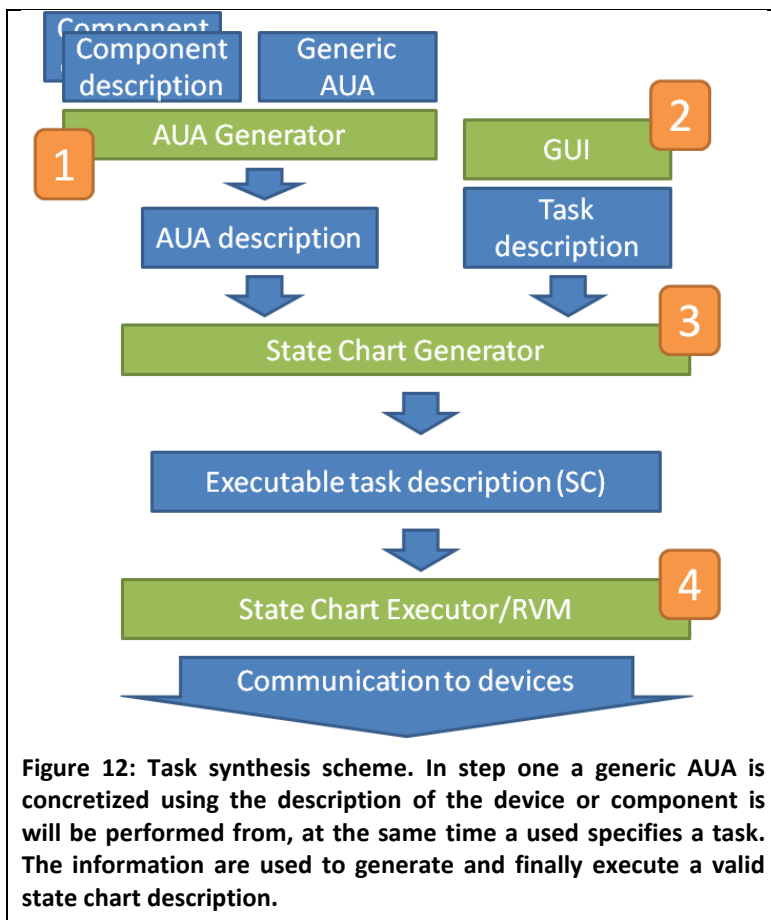 Component
Component
description
Generic
AUA
1
AUA Generator
2
GUI
AUA description
Task
description
3
State Chart Generator
Executable task description (SC)
4
State Chart Executor/RVM
Communication to devices
Figure 12: Task synthesis scheme. In step one a generic AUA is
concretized using the description of the device or component is
will be performed from, at the same time a used specifies a task.
The information are used to generate and finally execute a valid
state chart description.